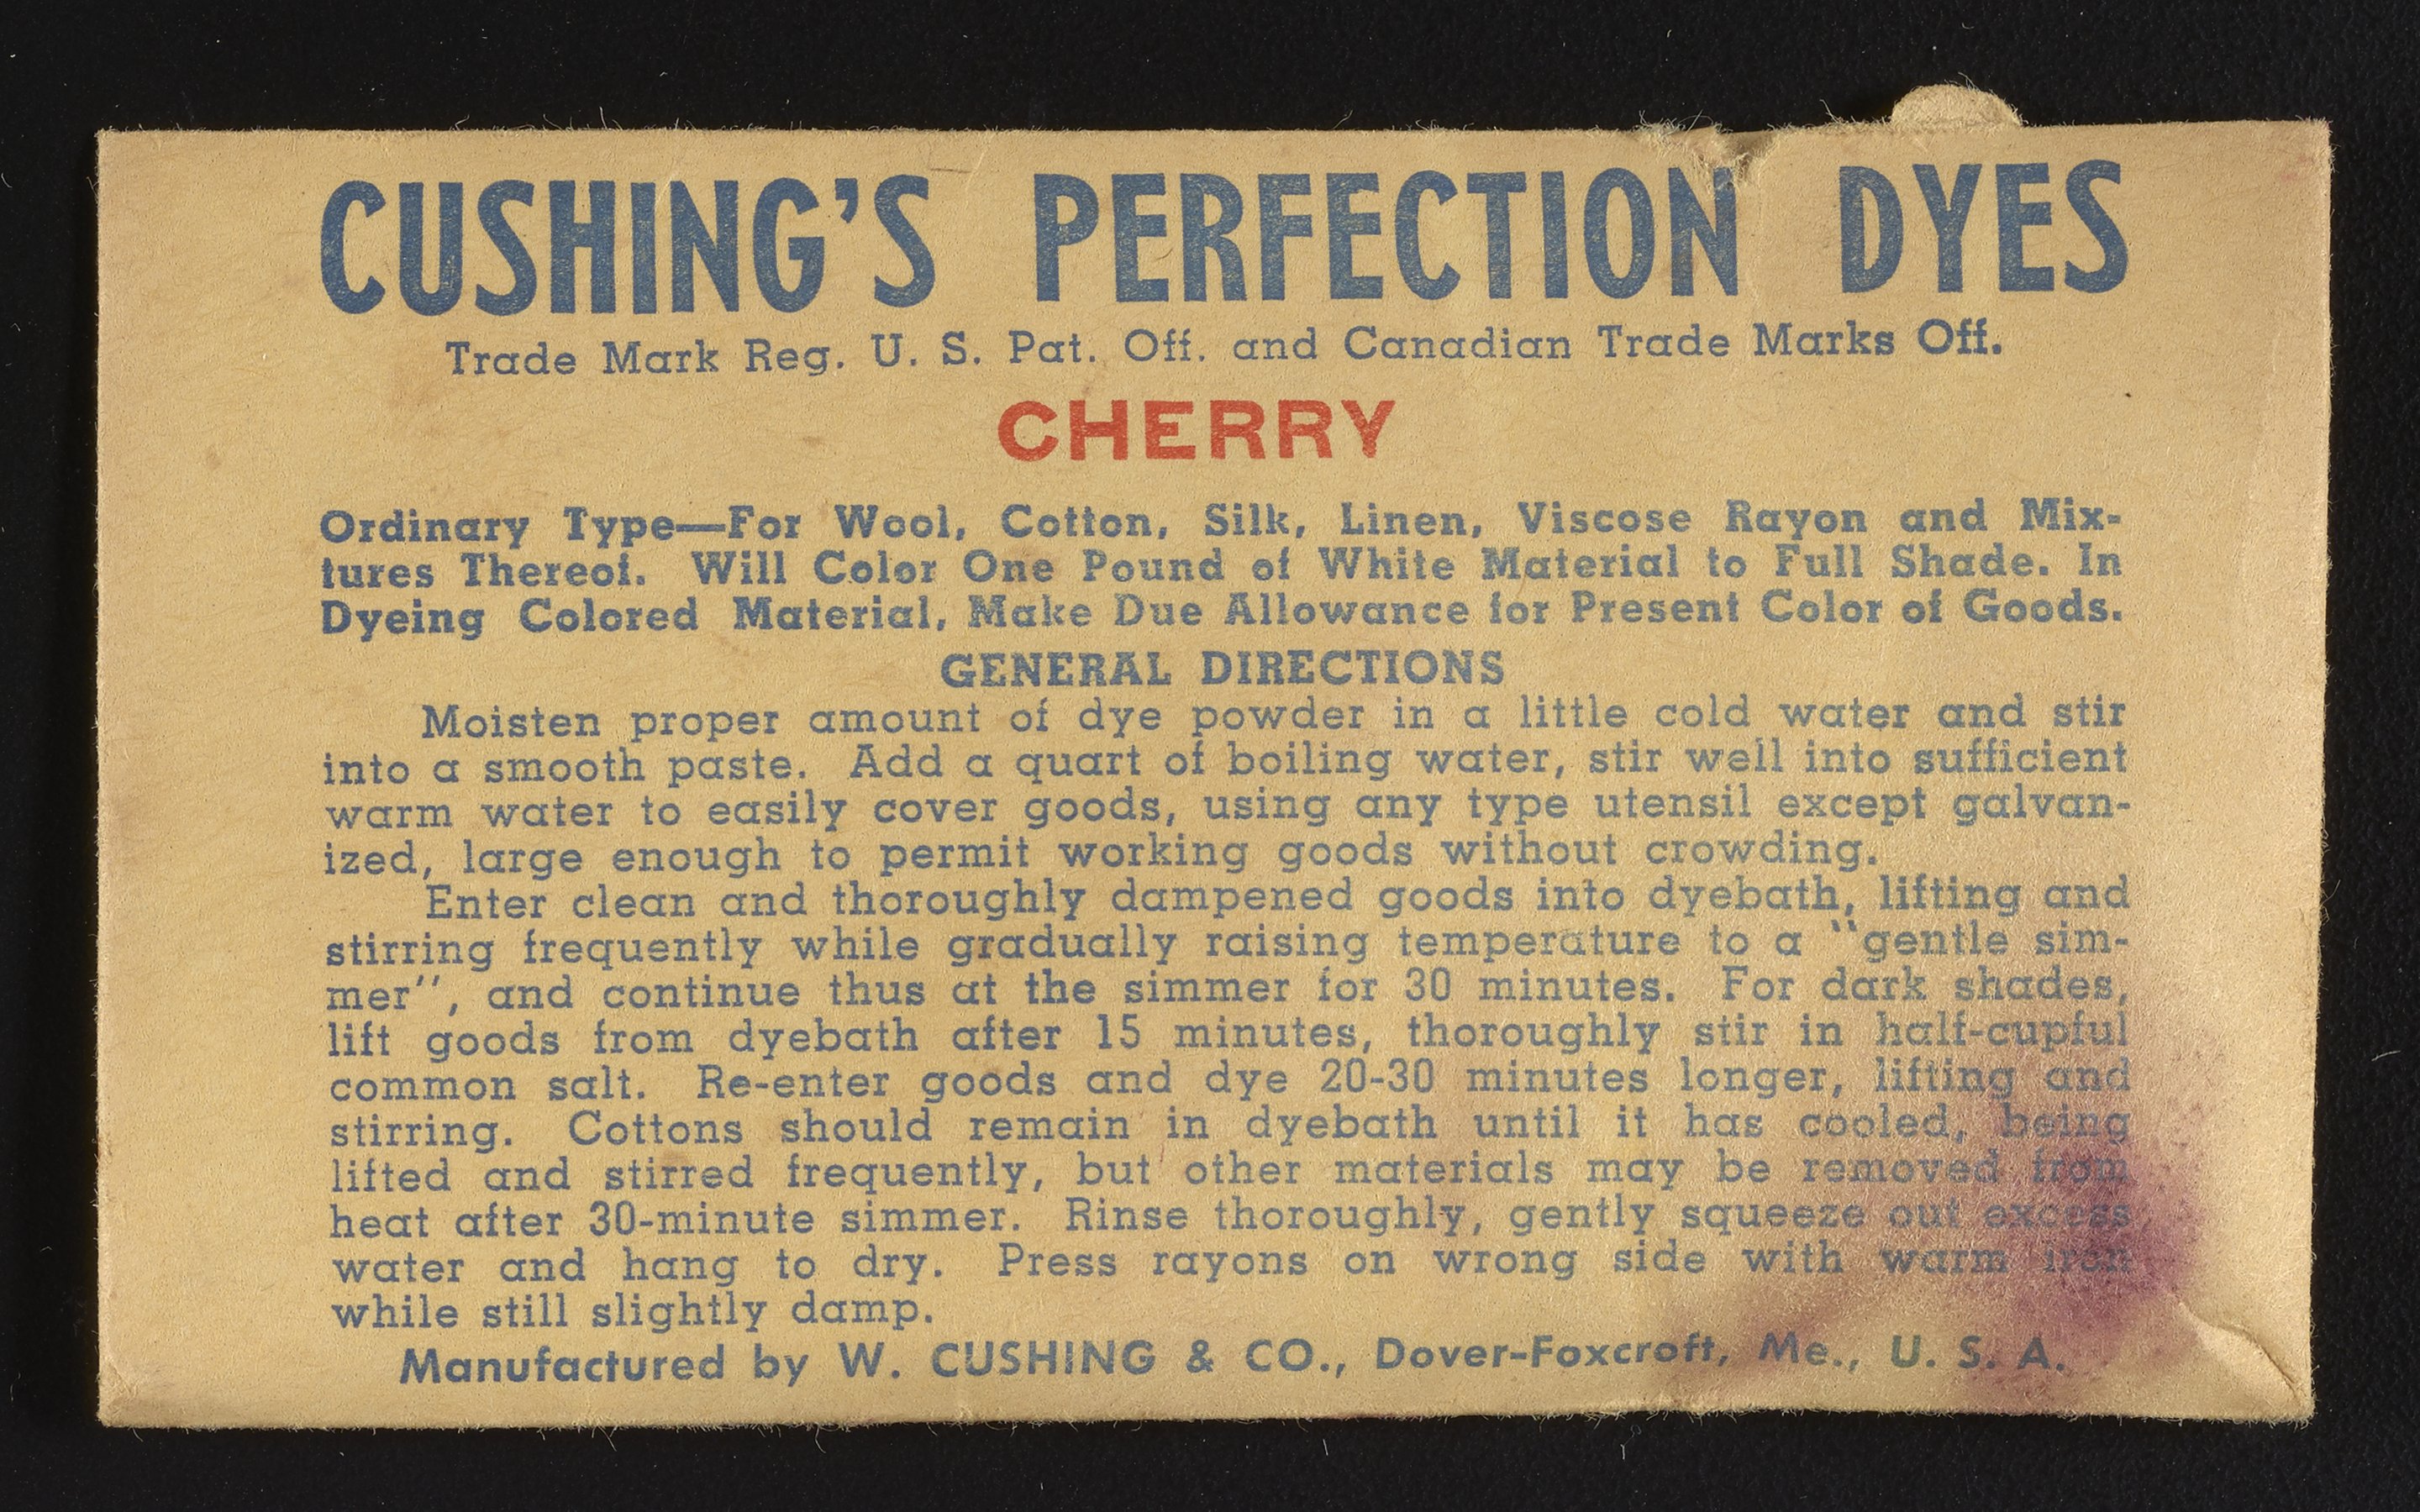 CUSHING'S PERFECTION DYES
Trade Mark Reg. U. S. Pat. Off. and Canadian Trade Marks Off.
CHERRY
Ordinary Type—For Wool, Cotton, Silk, Linen, Viscose Rayon and Mix-
tures Thereof. Will Color One Pound of White Material to Full Shade. In
Dyeing Colored Material, Make Due Allowance for Present Color of Goods.
GENERAL DIRECTIONS
Moisten proper amount of dye powder in a little cold water and stir
into a smooth paste. Add a quart of boiling water, stir well into sufficient
warm water to easily cover goods, using any type utensil except galvan-
ized, large enough to permit working goods without crowding.
Enter clean and thoroughly dampened goods into dyebath, lifting and
stirring frequently while gradually raising temperature to a "gentle sim-
mer", and continue thus at the simmer for 30 minutes. For dark shades,
lift goods from dyebath after 15 minutes, thoroughly stir in half-cupful
common salt. Re-enter goods and dye 20-30 minutes longer, lifting and
stirring. Cottons should remain in dyebath until it has cooled, being
lifted and stirred frequently, but other materials may be removed from
heat after 30-minute simmer. Rinse thoroughly, gently squeeze out excess
water and hang to dry. Press rayons on wrong side with warm iron
while still slightly damp.
Manufactured by W. CUSHING & CO., Dover-Foxcroft, Me., U. S. A.